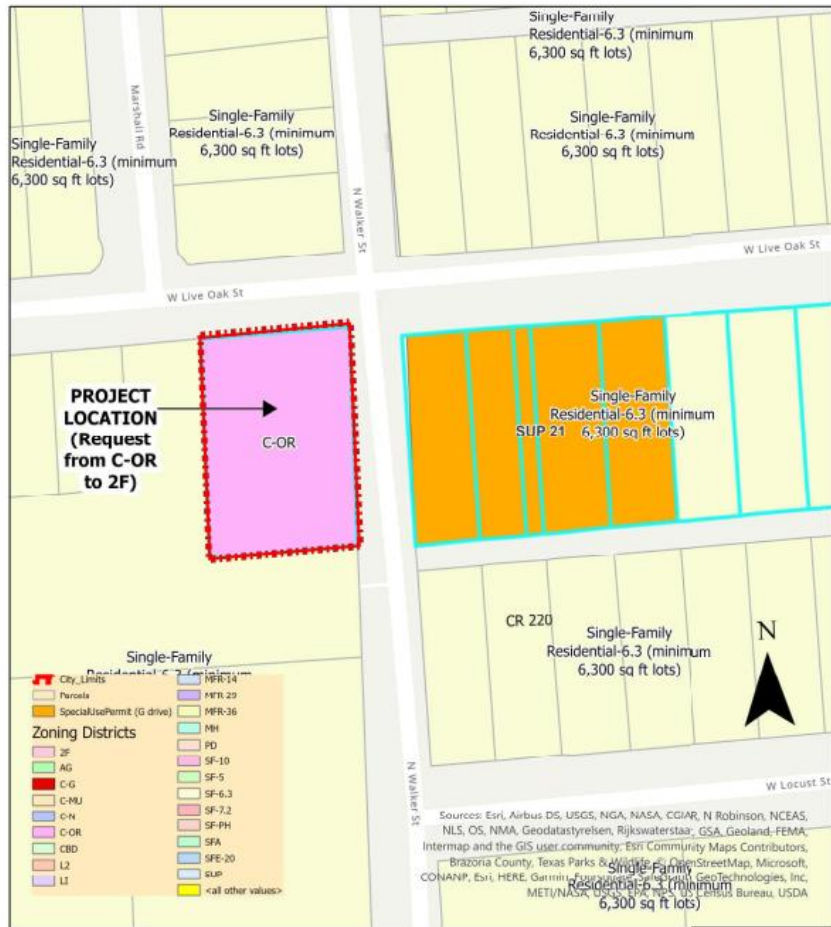 Single-Family
Residential-6.3 (minimum
6,300 sq ft lots)
Marshall Rd
Single-Family
Residential-6.3 (minimum
6,300 sq ft lots)
Single-Family
Residential-6.3 (minimum
6,300 sq ft lots)
Single-Family
Residential-6.3 (minimum
6,300 sq ft lots)
N Walker St
W Live Oak St
W Live Oak St
PROJECT
LOCATION
(Request
from C-OR
to 2F)
C-OR
Single-Family
Residential-6.3 (minimum
SUP 21 6,300 sq ft lots)
CR 220
Single-Family
Residential-6.3 (minimum
6,300 sq ft lots)
N
Single-Family
Residential-6.3 (minimum
City_Limits
Parcels
SpecialUsePermit (G drive)
Zoning Districts
2F
AG
C-G
C-MU
C-N
C-OR
CBD
L2
LI
MFR-14
MFR-29
MFR-36
MH
PD
SF-10
SF-5
SF-6.3
SF-7.2
SF-PH
SFA
SFE-20
SUP
<all other values>
N Walker St
W Locust St
Sources: Esri, Airbus DS, USGS, NGA, NASA, CGIAR, N Robinson, NCEAS,
NLS, OS, NMA, Geodatastyrelsen, Rijkswaterstaat, GSA, Geoland, FEMA,
Intermap and the GIS user community, Esri Community Maps Contributors,
Brazoria County, Texas Parks & Wildlife, © OpenStreetMap, Microsoft,
CONANP, Esri, HERE, Garmin, Foursquare, SafeGraph, GeoTechnologies, Inc,
METI/NASA, USGS, EPA, NPS, US Census Bureau, USDA
Single-Family
Residential-6.3 (minimum
6,300 sq ft lots)